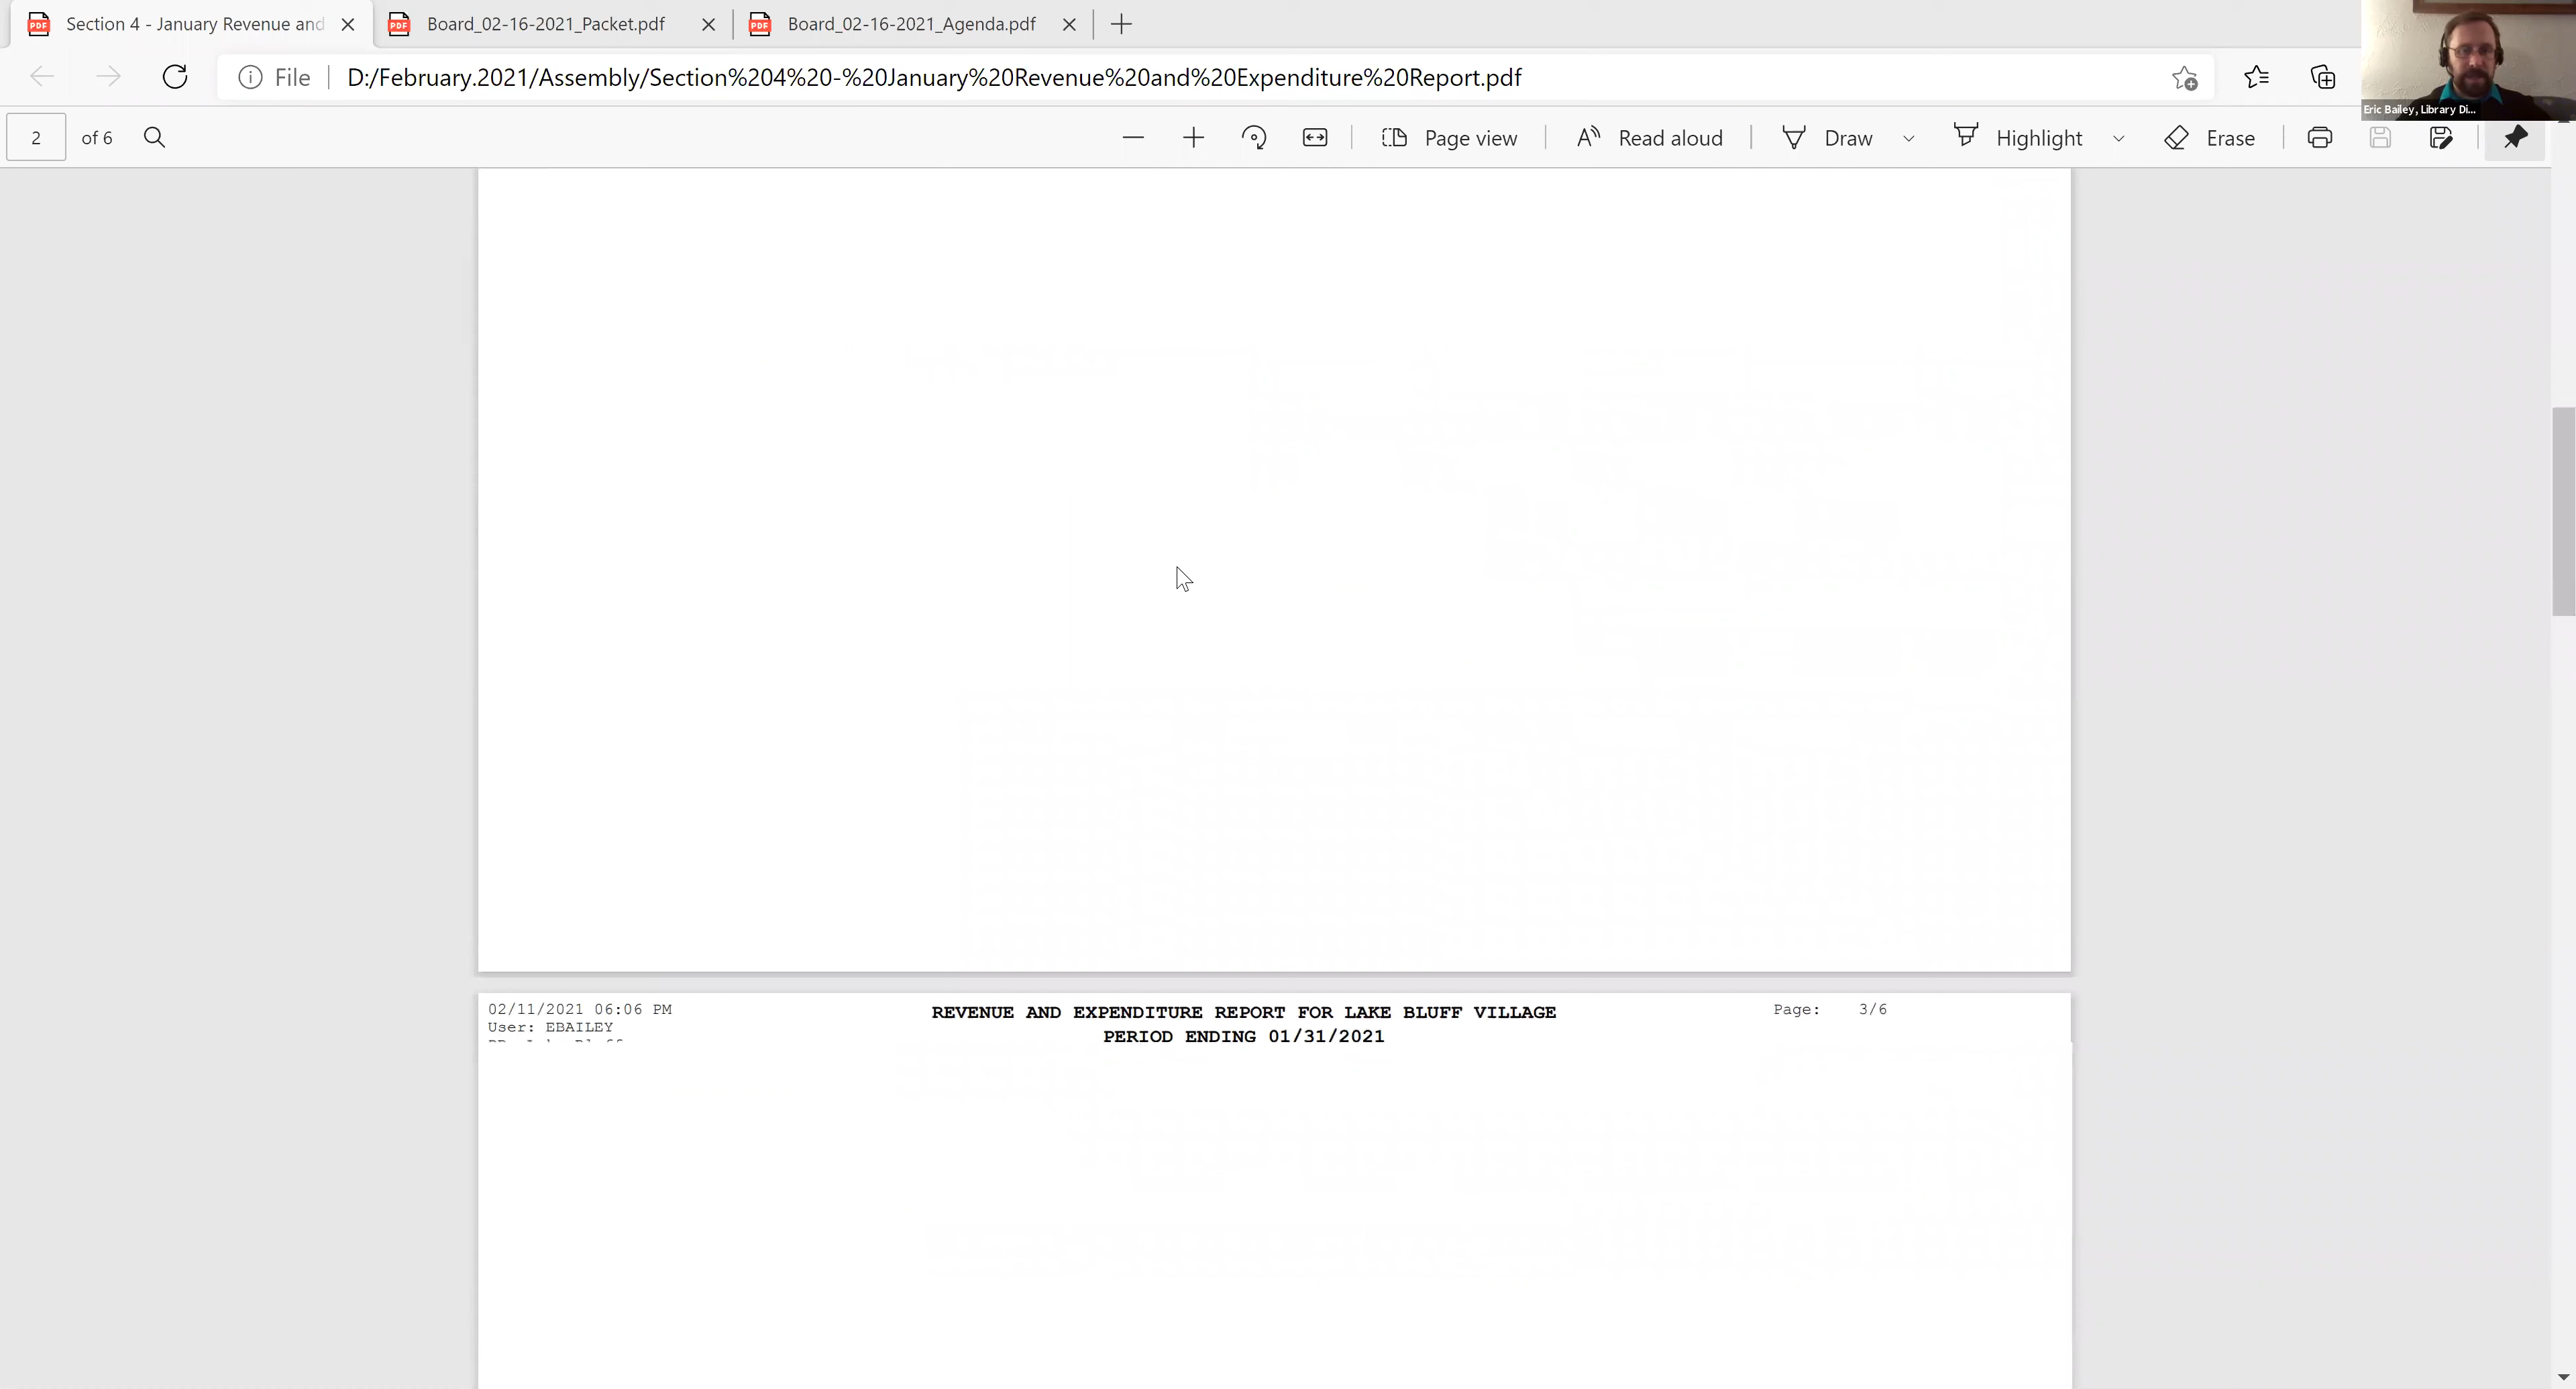 Section 4 - January Revenue and
Board_02-16-2021_Packet.pdf
Board_02-16-2021_Agenda.pdf
File
D:/February.2021/Assembly/Section%204%20-%20January%20Revenue%20and%20Expenditure%20Report.pdf
Eric Bailey, Library Di...
2 of 6
Page view
Read aloud
Draw
Highlight
Erase
02/11/2021 06:06 PM
REVENUE AND EXPENDITURE REPORT FOR LAKE BLUFF VILLAGE
Page: 3/6
User: EBAILEY
PERIOD ENDING 01/31/2021